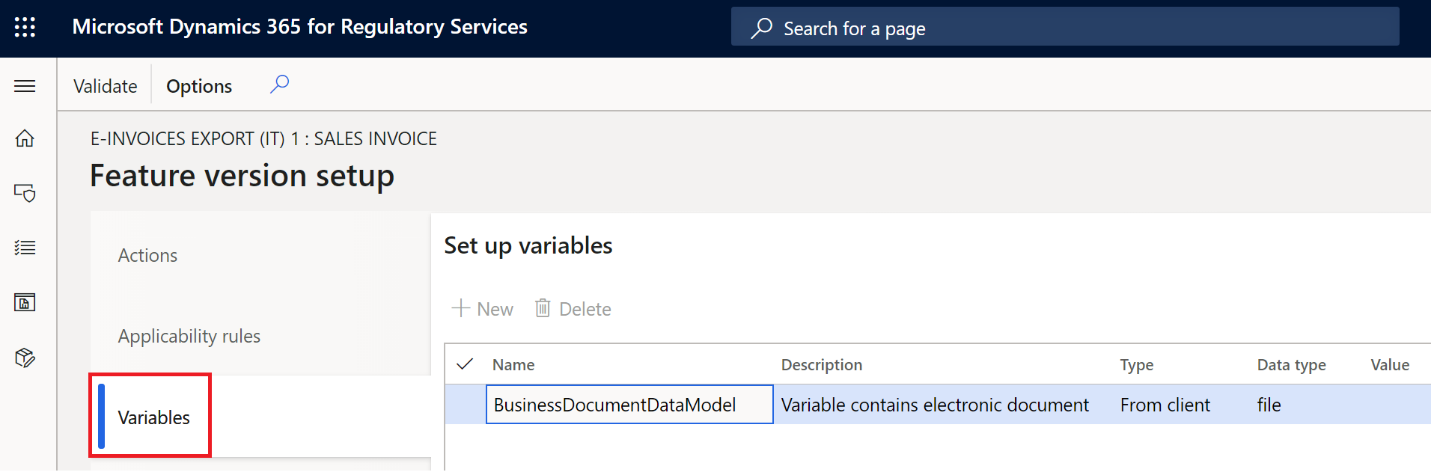 Microsoft Dynamics 365 for Regulatory Services
Search for a page
Validate
Options
E-INVOICES EXPORT (IT) 1 : SALES INVOICE
Feature version setup
Actions
Applicability rules
Variables
Set up variables
New Delete
Name Description Type Data type Value
BusinessDocumentDataModel Variable contains electronic document From client file